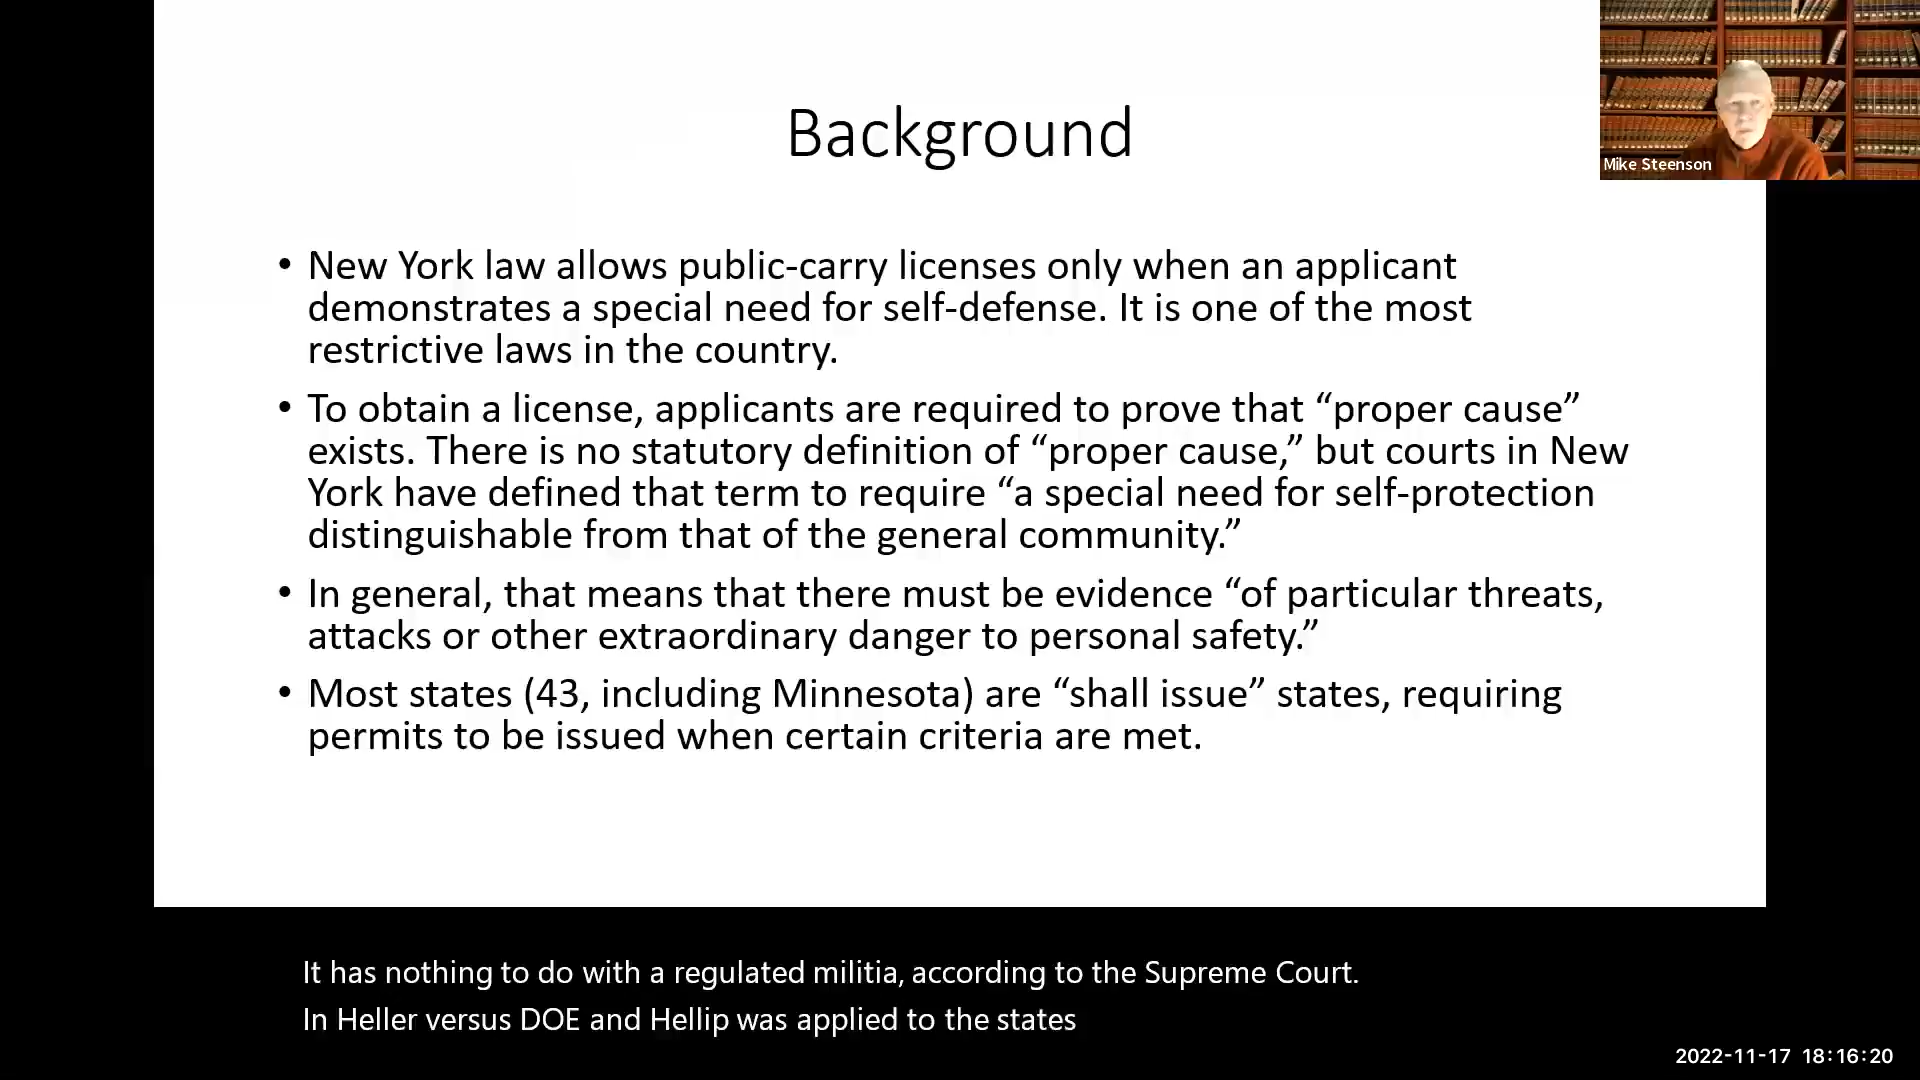 Background
Mike Steenson
• New York law allows public-carry licenses only when an applicant
demonstrates a special need for self-defense. It is one of the most
restrictive laws in the country.
• To obtain a license, applicants are required to prove that “proper cause”
exists. There is no statutory definition of “proper cause,” but courts in New
York have defined that term to require “a special need for self-protection
distinguishable from that of the general community.”
• In general, that means that there must be evidence “of particular threats,
attacks or other extraordinary danger to personal safety.”
• Most states (43, including Minnesota) are “shall issue” states, requiring
permits to be issued when certain criteria are met.
It has nothing to do with a regulated militia, according to the Supreme Court.
In Heller versus DOE and Hellip was applied to the states
2022-11-17 18:16:20